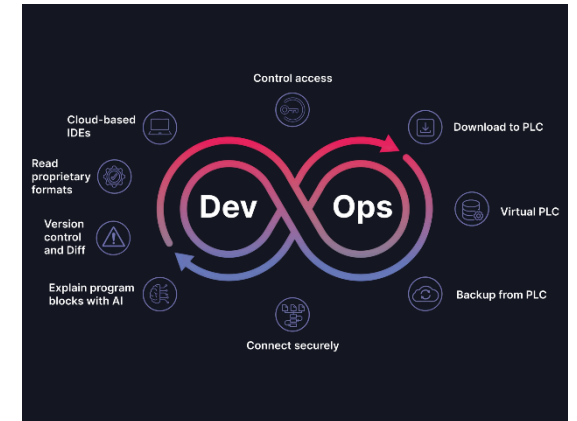 Control access
Cloud-based
IDEs
Download to PLC
Read
proprietary
formats
Dev
Ops
Virtual PLC
Version
control
and Diff
Explain program
blocks with AI
Backup from PLC
Connect securely